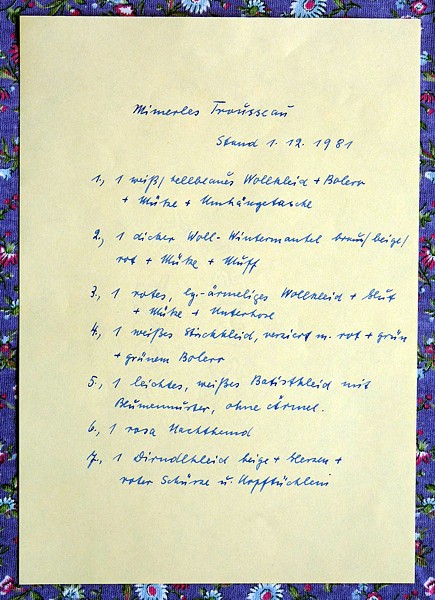 Mimerles Trousseau
Stand 1. 12. 1981
1., 1 weiß/hellblaues Wollkleid + Bolero
+ Mütze + Umhängetasche
2., 1 dicker Woll-Wintermantel braun/beige/
rot + Mütze + Muff
3., 1 rotes, lg.-ärmeliges Wollkleid + Hut
+ Mütze + Unterhose
4., 1 weißes Strickkleid, verziert m. rot + grün
+ grünem Bolero
5., 1 leichtes, weißes Batistkleid mit
Blumenmuster, ohne Ärmel.
6., 1 rosa Nachthemd
7., 1 Dirndlkleid beige + Herzen +
roter Schürze u. Kopftüchlein